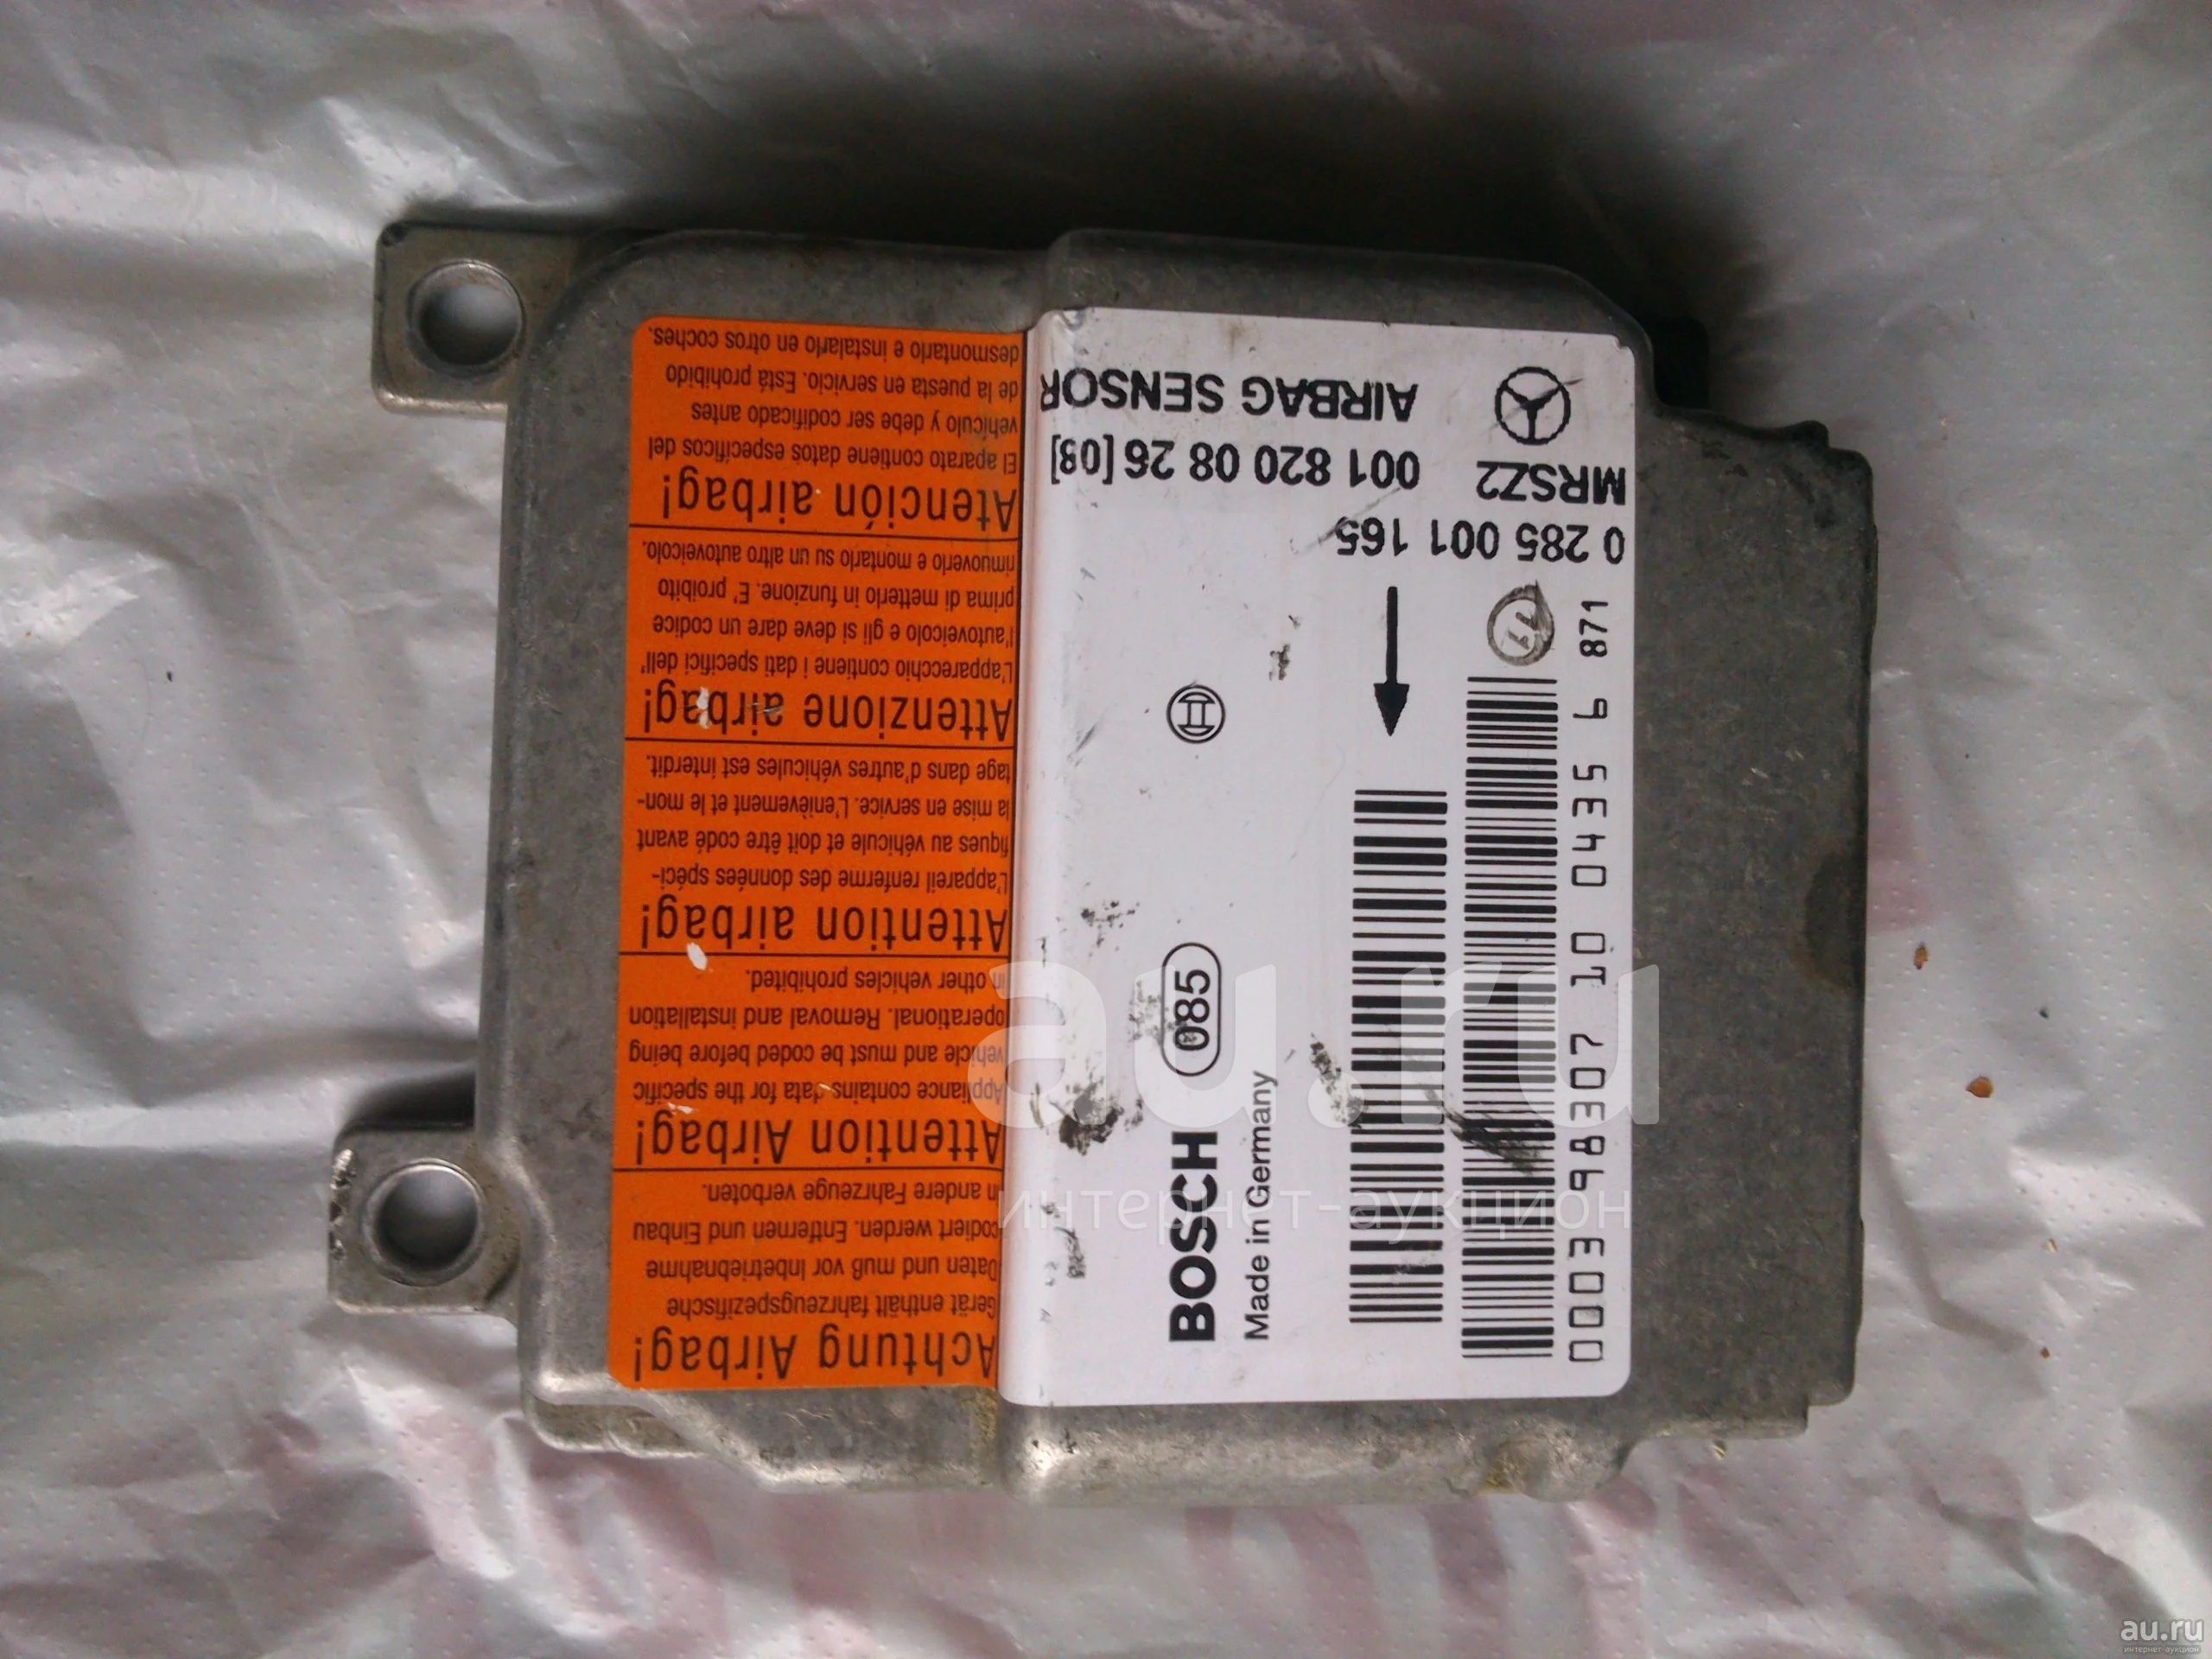 AIRBAG SENSOR
001 820 08 26 [08]
MRSZ2
0 285 001 165
11
871
000398307 10 0435 9
085
BOSCH
Made in Germany
Achtung Airbag!
Gerät enthält fahrzeugspezifische
Daten und muß vor Inbetriebnahme
codiert werden. Entfernen und Einbau
in andere Fahrzeuge verboten.
Attention Airbag!
Appliance contains data for the specific
vehicle and must be coded before being
operational. Removal and installation
in other vehicles prohibited.
Attention airbag!
L'appareil renferme des données spéci-
fiques au véhicule et doit être codé avant
la mise en service. L'enlèvement et le mon-
tage dans d'autres véhicules est interdit.
Attenzione airbag!
L'apparecchio contiene i dati specifici dell'
l'autoveicolo e gli si deve dare un codice
prima di metterlo in funzione. E' proibito
rimuoverlo e montarlo su un altro autoveicolo.
Atención airbag!
El aparato contiene datos específicos del
vehículo y debe ser codificado antes
de la puesta en servicio. Está prohibido
desmontarlo e instalarlo en otros coches.
au.ru
интернет-аукцион
au.ru
интернет-аукцион